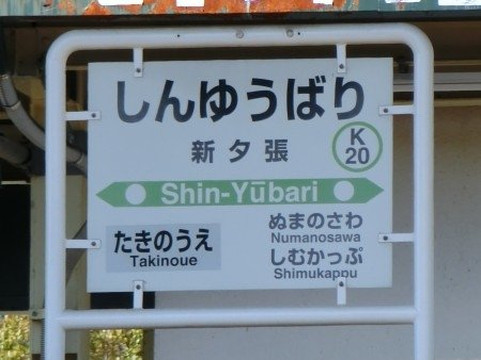 しんゆうばり
新夕張
K
20
Shin-Yūbari
たきのうえ
Takinoue
ぬまのさわ
Numanosawa
しむかっぷ
Shimukappu